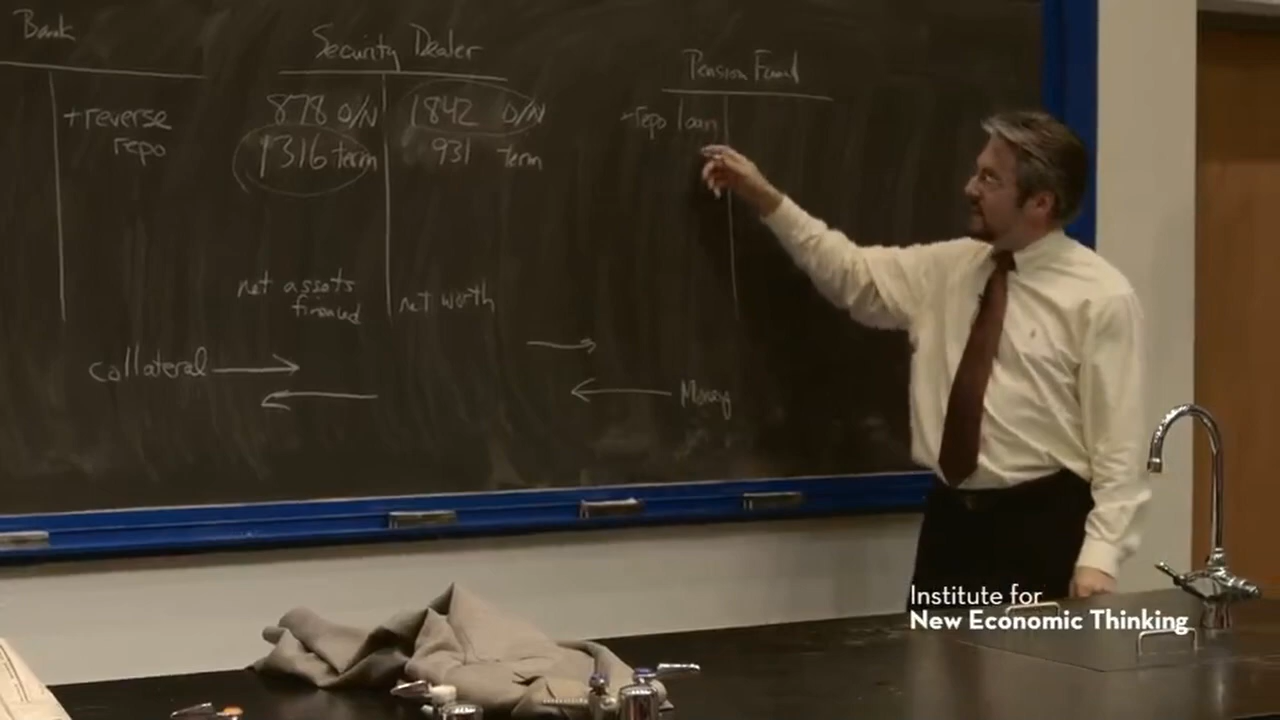 Bank
+reverse
repo
Security Dealer
878 O/N
1316 term
1842 O/N
931 term
net assets
financed
net worth
Pension Fund
+repo loan
collateral
Money
Institute for
New Economic Thinking